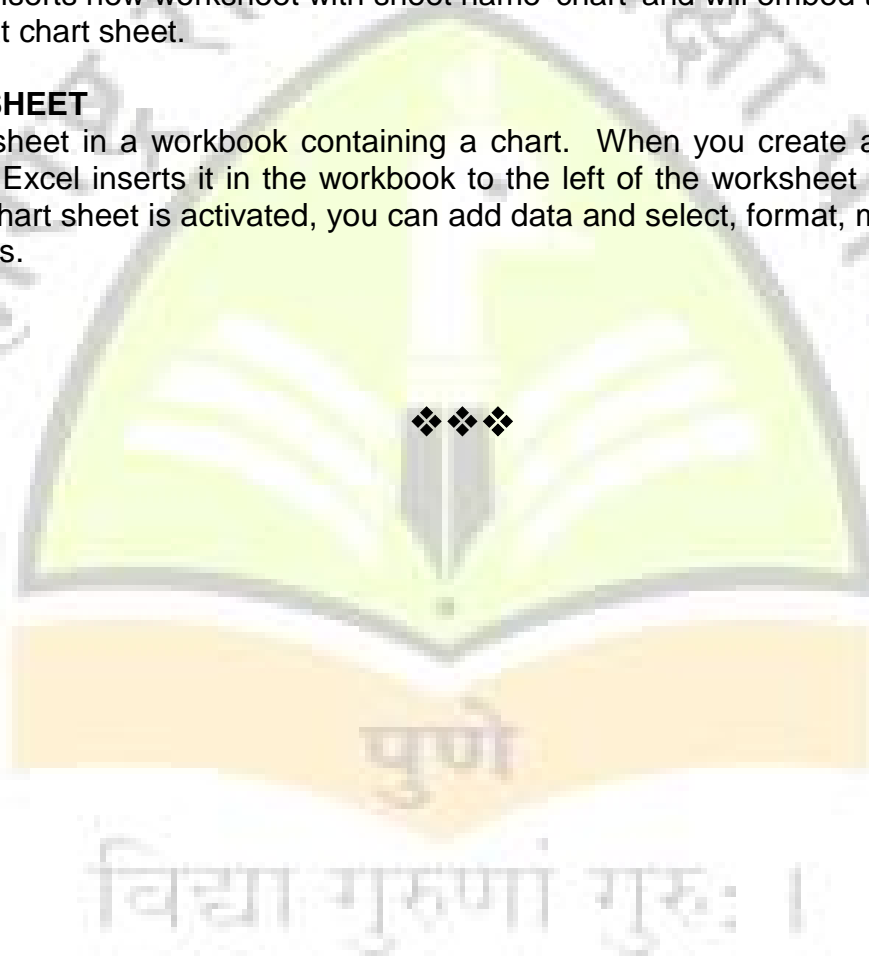 inserts new worksheet with sheet name chart and will embed
t chart sheet.
SHEET
sheet in a workbook containing a chart. When you create a
Excel inserts it in the workbook to the left of the worksheet
hart sheet is activated, you can add data and select, format, m
s.
❖❖❖
पुणे
विद्या गुरुणां गुरुः ।